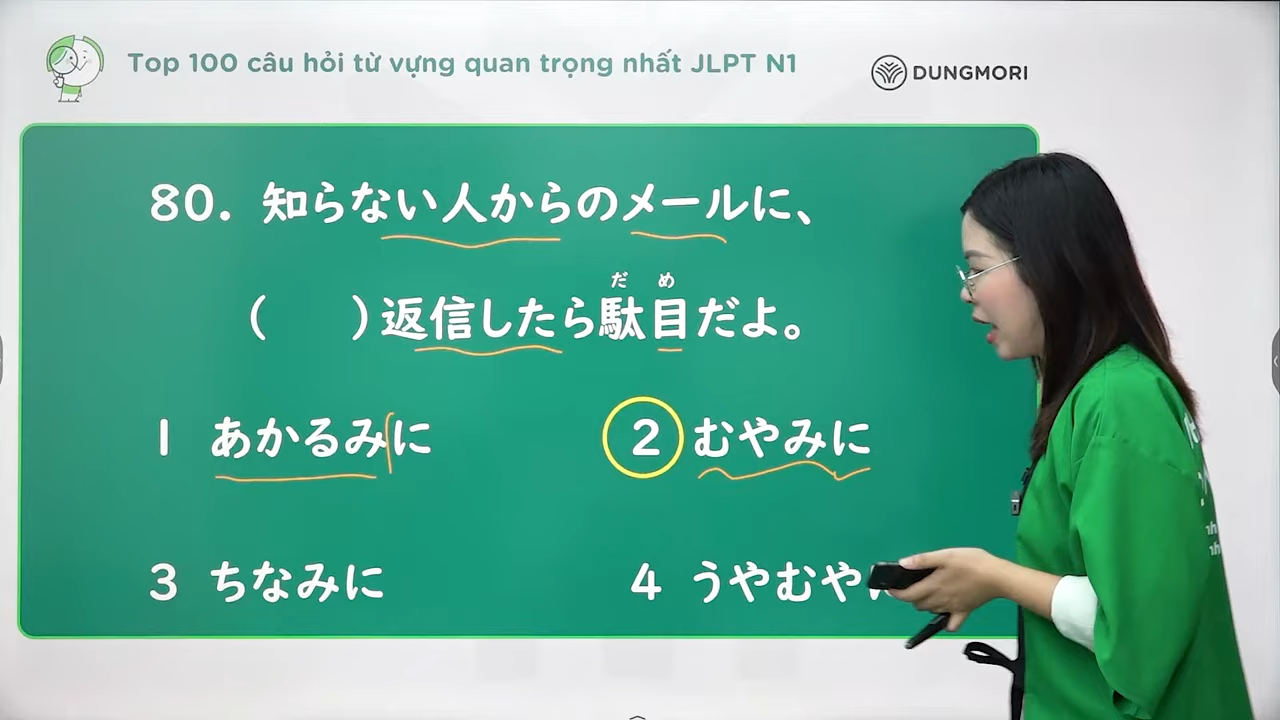 Top 100 câu hỏi từ vựng quan trọng nhất JLPT N1
DUNGMORI
80. 知らない人からのメールに、
だ め
( )返信したら駄目だよ。
1 あかるみに
2 むやみに
3 ちなみに
4 うやむや